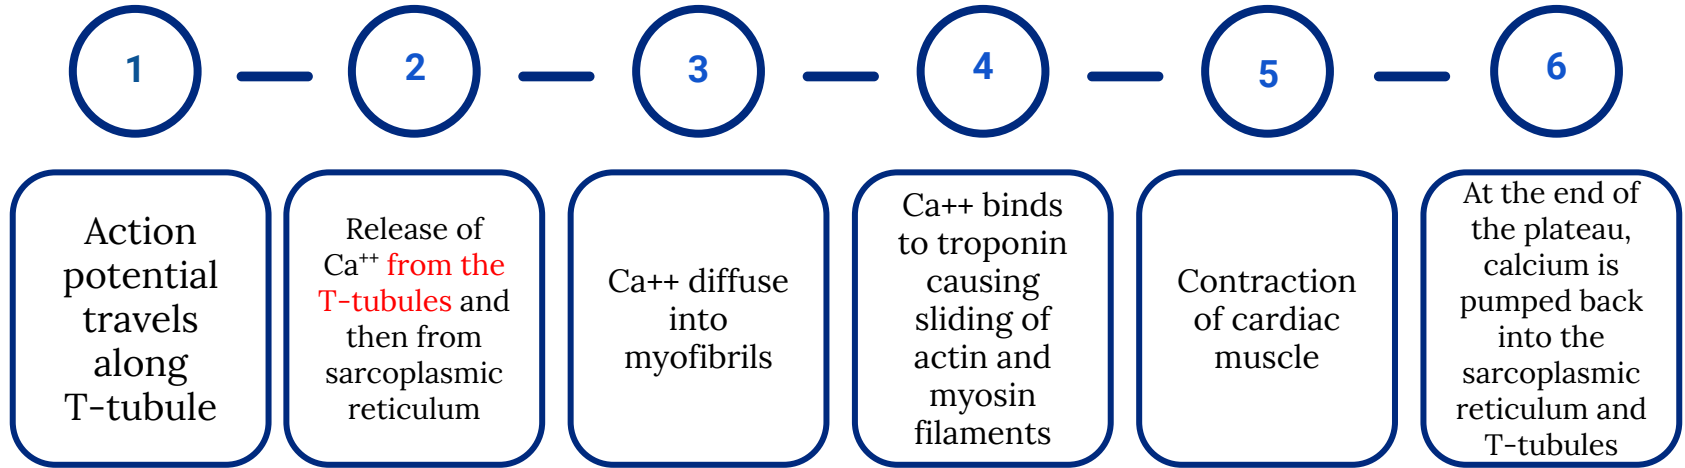 1
2
3
4
5
6
Action
potential
travels
along
T-tubule
Release of
Ca⁺⁺ from the
T-tubules and
then from
sarcoplasmic
reticulum
Ca++ diffuse
into
myofibrils
Ca++ binds
to troponin
causing
sliding of
actin and
myosin
filaments
Contraction
of cardiac
muscle
At the end of
the plateau,
calcium is
pumped back
into the
sarcoplasmic
reticulum and
T-tubules